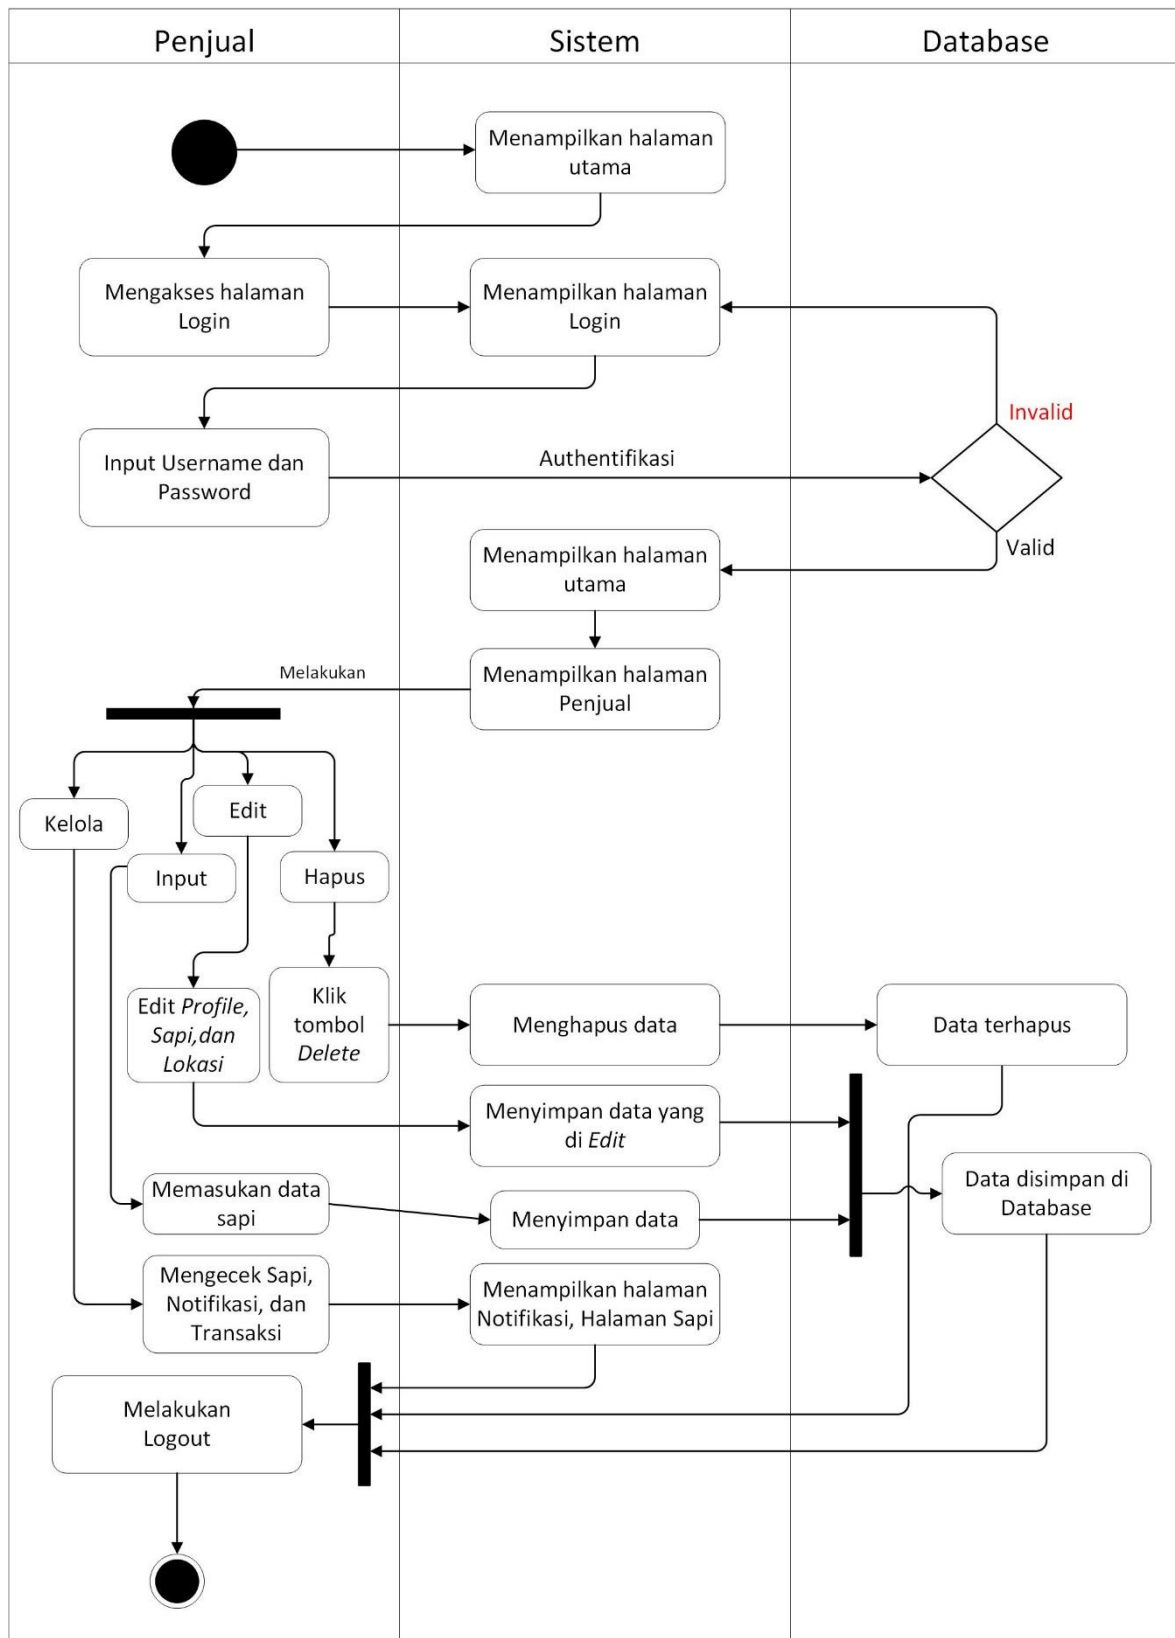 Penjual
Sistem
Database
Menampilkan halaman
utama
Mengakses halaman
Login
Menampilkan halaman
Login
Invalid
Input Username dan
Password
Authentifikasi
Valid
Menampilkan halaman
utama
Melakukan
Menampilkan halaman
Penjual
Kelola
Edit
Input
Hapus
Edit Profile,
Sapi,dan
Lokasi
Klik
tombol
Delete
Menghapus data
Data terhapus
Menyimpan data yang
di Edit
Memasukan data
sapi
Menyimpan data
Data disimpan di
Database
Mengecek Sapi,
Notifikasi, dan
Transaksi
Menampilkan halaman
Notifikasi, Halaman Sapi
Melakukan
Logout